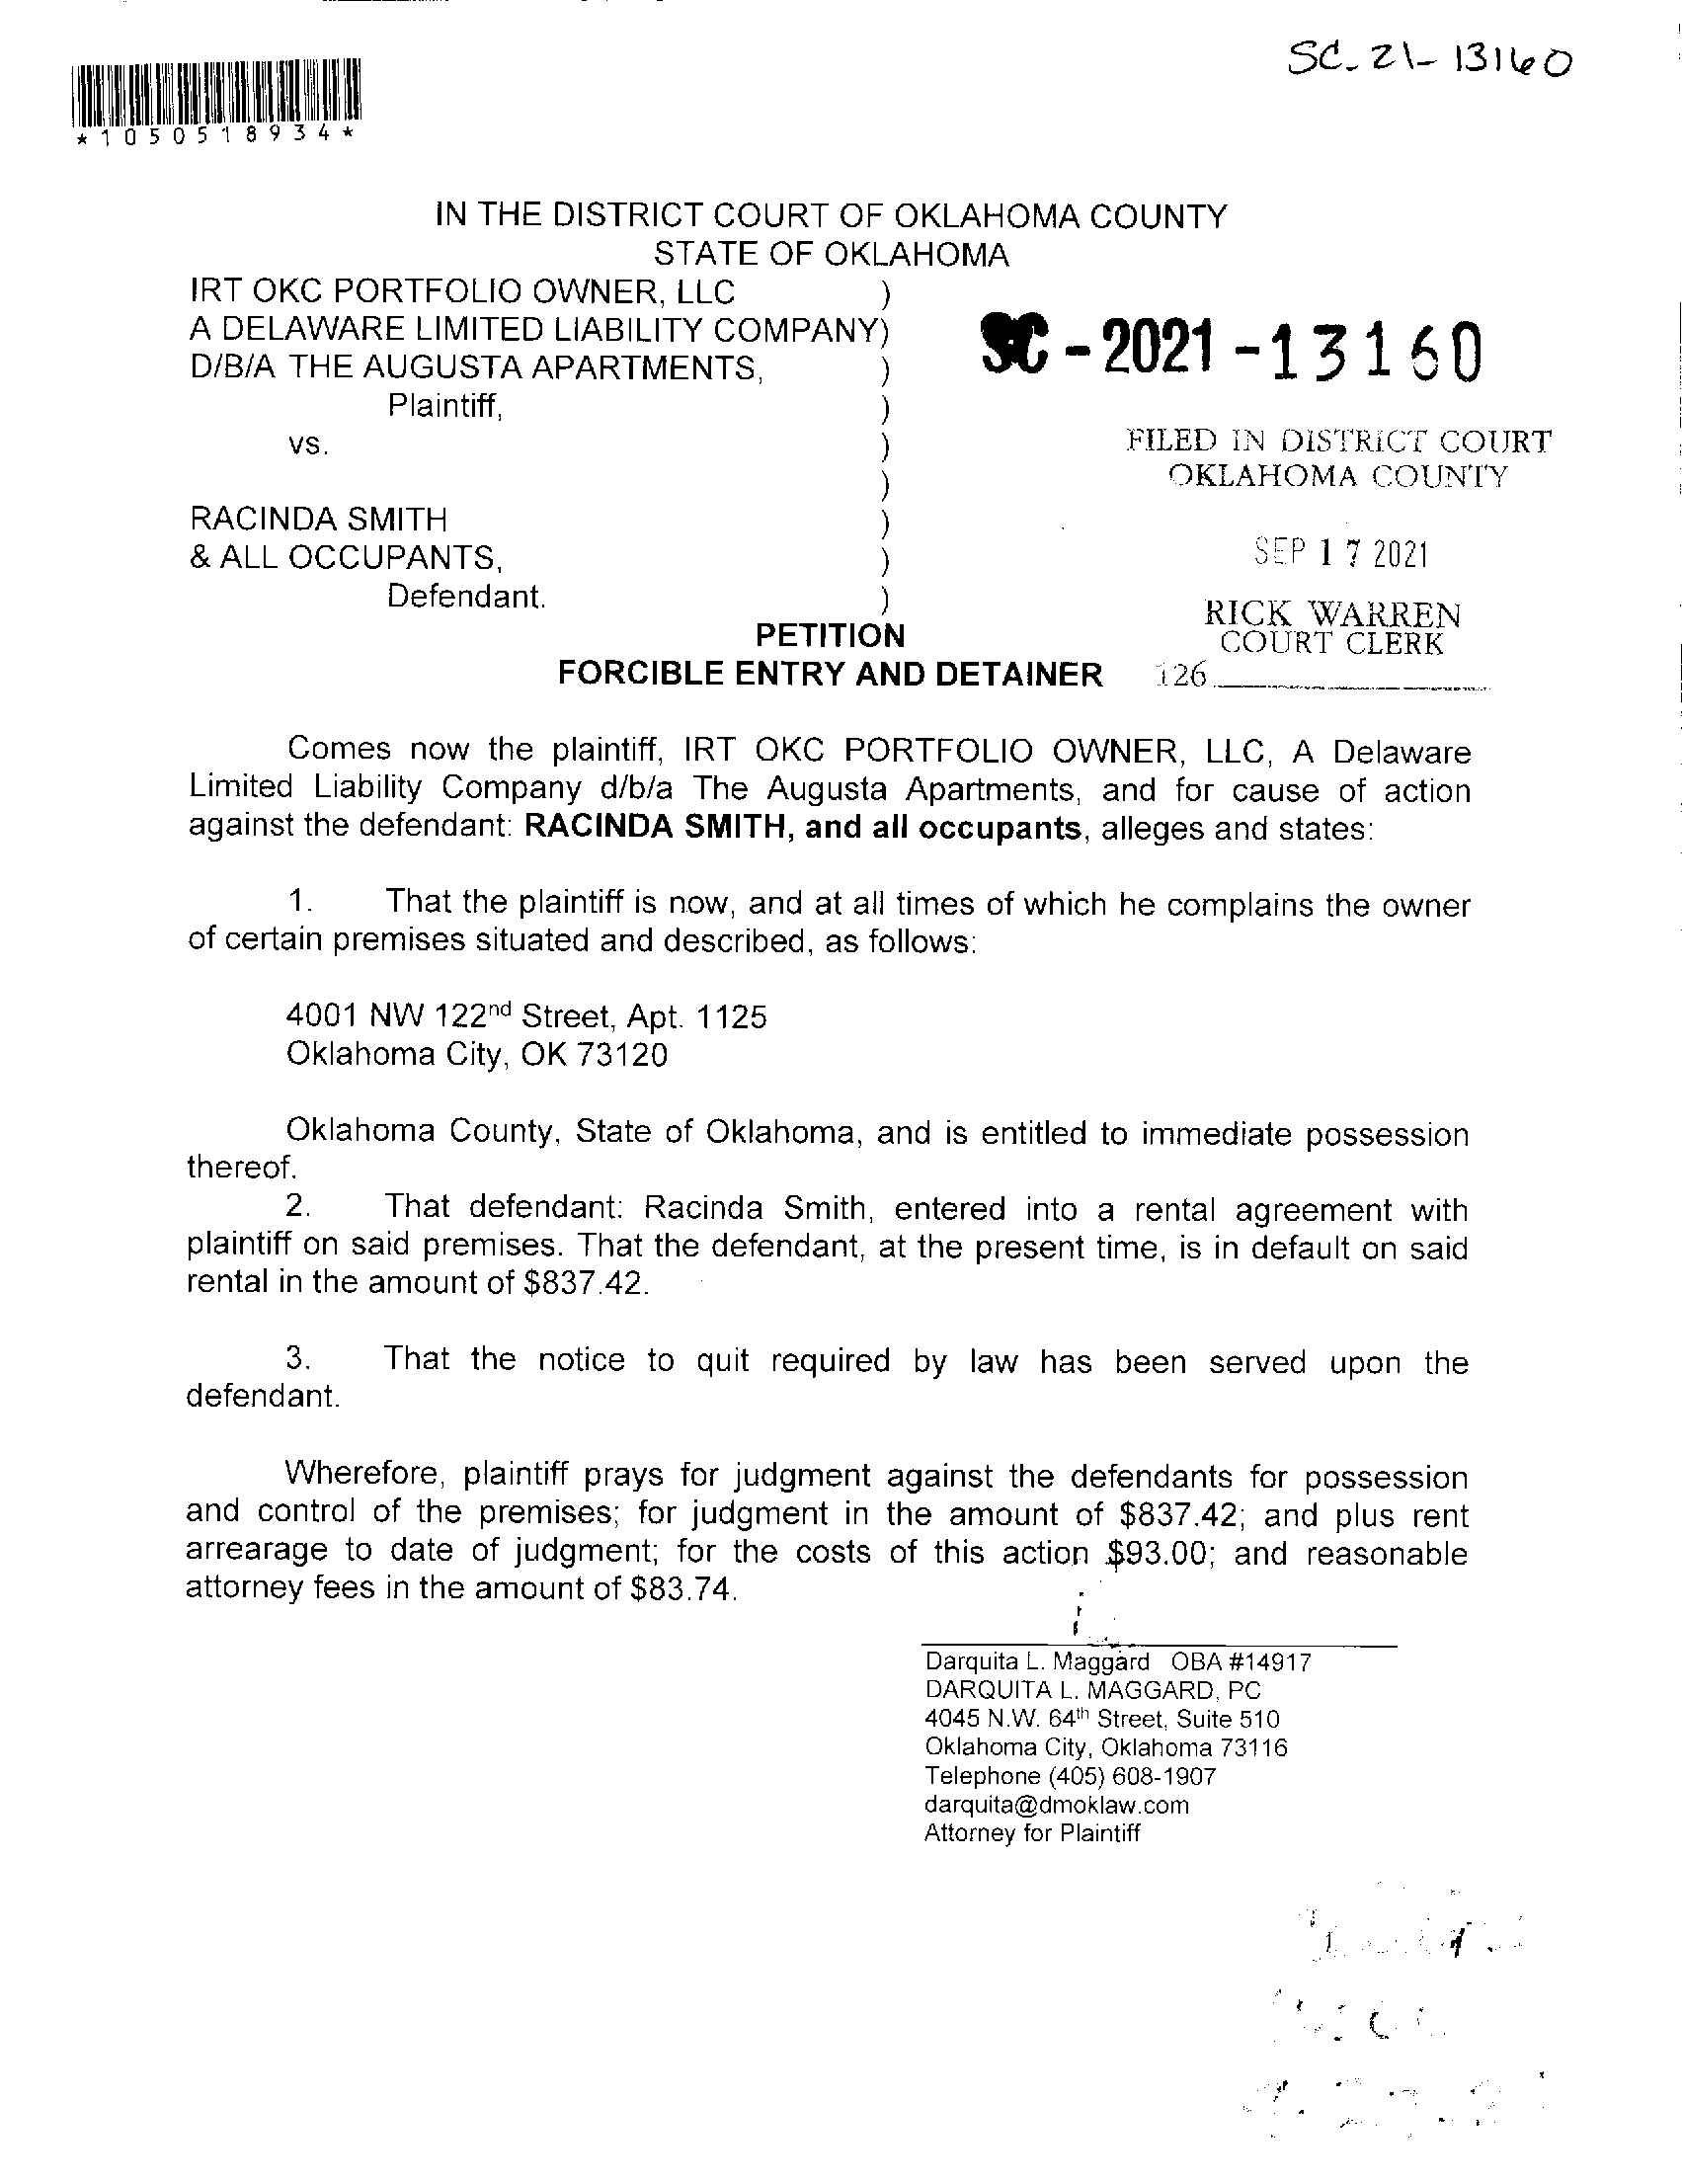 SC-21-13160
*1050518934*
IN THE DISTRICT COURT OF OKLAHOMA COUNTY
STATE OF OKLAHOMA
IRT OKC PORTFOLIO OWNER, LLC )
A DELAWARE LIMITED LIABILITY COMPANY)
D/B/A THE AUGUSTA APARTMENTS, )
Plaintiff, )
vs. )
)
RACINDA SMITH )
& ALL OCCUPANTS, )
Defendant. )
SC-2021-13160
FILED IN DISTRICT COURT
OKLAHOMA COUNTY
SEP 17 2021
RICK WARREN
COURT CLERK
126
PETITION
FORCIBLE ENTRY AND DETAINER
Comes now the plaintiff, IRT OKC PORTFOLIO OWNER, LLC, A Delaware
Limited Liability Company d/b/a The Augusta Apartments, and for cause of action
against the defendant: RACINDA SMITH, and all occupants, alleges and states:
1. That the plaintiff is now, and at all times of which he complains the owner
of certain premises situated and described, as follows:
4001 NW 122nd Street, Apt. 1125
Oklahoma City, OK 73120
Oklahoma County, State of Oklahoma, and is entitled to immediate possession
thereof.
2. That defendant: Racinda Smith, entered into a rental agreement with
plaintiff on said premises. That the defendant, at the present time, is in default on said
rental in the amount of $837.42.
3. That the notice to quit required by law has been served upon the
defendant.
Wherefore, plaintiff prays for judgment against the defendants for possession
and control of the premises; for judgment in the amount of $837.42; and plus rent
arrearage to date of judgment; for the costs of this action $93.00; and reasonable
attorney fees in the amount of $83.74.
Darquita L. Maggard OBA #14917
DARQUITA L. MAGGARD, PC
4045 N.W. 64th Street, Suite 510
Oklahoma City, Oklahoma 73116
Telephone (405) 608-1907
darquita@dmoklaw.com
Attorney for Plaintiff